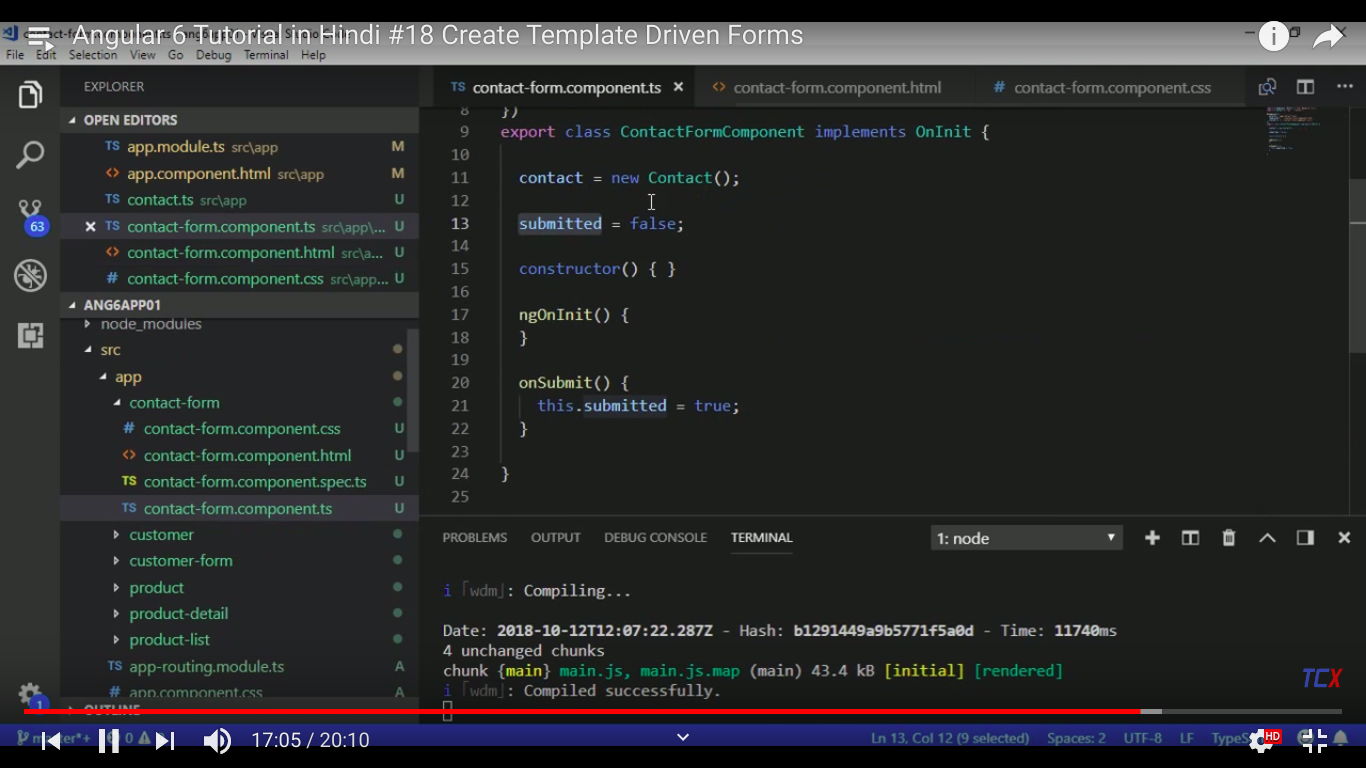 Angular 6 Tutorial in Hindi #18 Create Template Driven Forms
File Edit Selection View Go Debug Terminal Help
EXPLORER
OPEN EDITORS
TS app.module.ts src\app M
<> app.component.html src\app M
TS contact.ts src\app U
TS contact-form.component.ts src\app\... U
<> contact-form.component.html src\a... U
# contact-form.component.css src\app... U
63
ANG6APP01
node_modules
src
app
contact-form
# contact-form.component.css U
<> contact-form.component.html U
TS contact-form.component.spec.ts U
TS contact-form.component.ts U
customer
customer-form
product
product-detail
product-list
TS app-routing.module.ts A
# app.component.css A
OUTLINE
1
TS contact-form.component.ts <> contact-form.component.html # contact-form.component.css
8 })
9 export class ContactFormComponent implements OnInit {
10
11 contact = new Contact();
12
13 submitted = false;
14
15 constructor() { }
16
17 ngOnInit() {
18 }
19
20 onSubmit() {
21 this.submitted = true;
22 }
23
24 }
25
PROBLEMS OUTPUT DEBUG CONSOLE TERMINAL 1: node
i ｢wdm｣: Compiling...
Date: 2018-10-12T12:07:22.287Z - Hash: b1291449a9b5771f5a0d - Time: 11740ms
4 unchanged chunks
chunk {main} main.js, main.js.map (main) 43.4 kB [initial] [rendered]
i ｢wdm｣: Compiled successfully.
TCX
17:05 / 20:10
Ln 13, Col 12 (9 selected) Spaces: 2 UTF-8 LF
HD